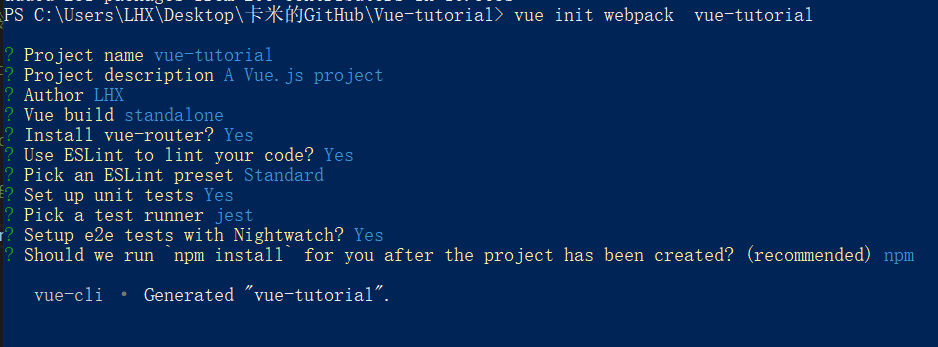 PS C:\Users\LHX\Desktop\卡米的GitHub\Vue-tutorial> vue init webpack  vue-tutorial
? Project name vue-tutorial
? Project description A Vue.js project
? Author LHX
? Vue build standalone
? Install vue-router? Yes
? Use ESLint to lint your code? Yes
? Pick an ESLint preset Standard
? Set up unit tests Yes
? Pick a test runner jest
? Setup e2e tests with Nightwatch? Yes
? Should we run `npm install` for you after the project has been created? (recommended) npm
vue-cli · Generated "vue-tutorial".